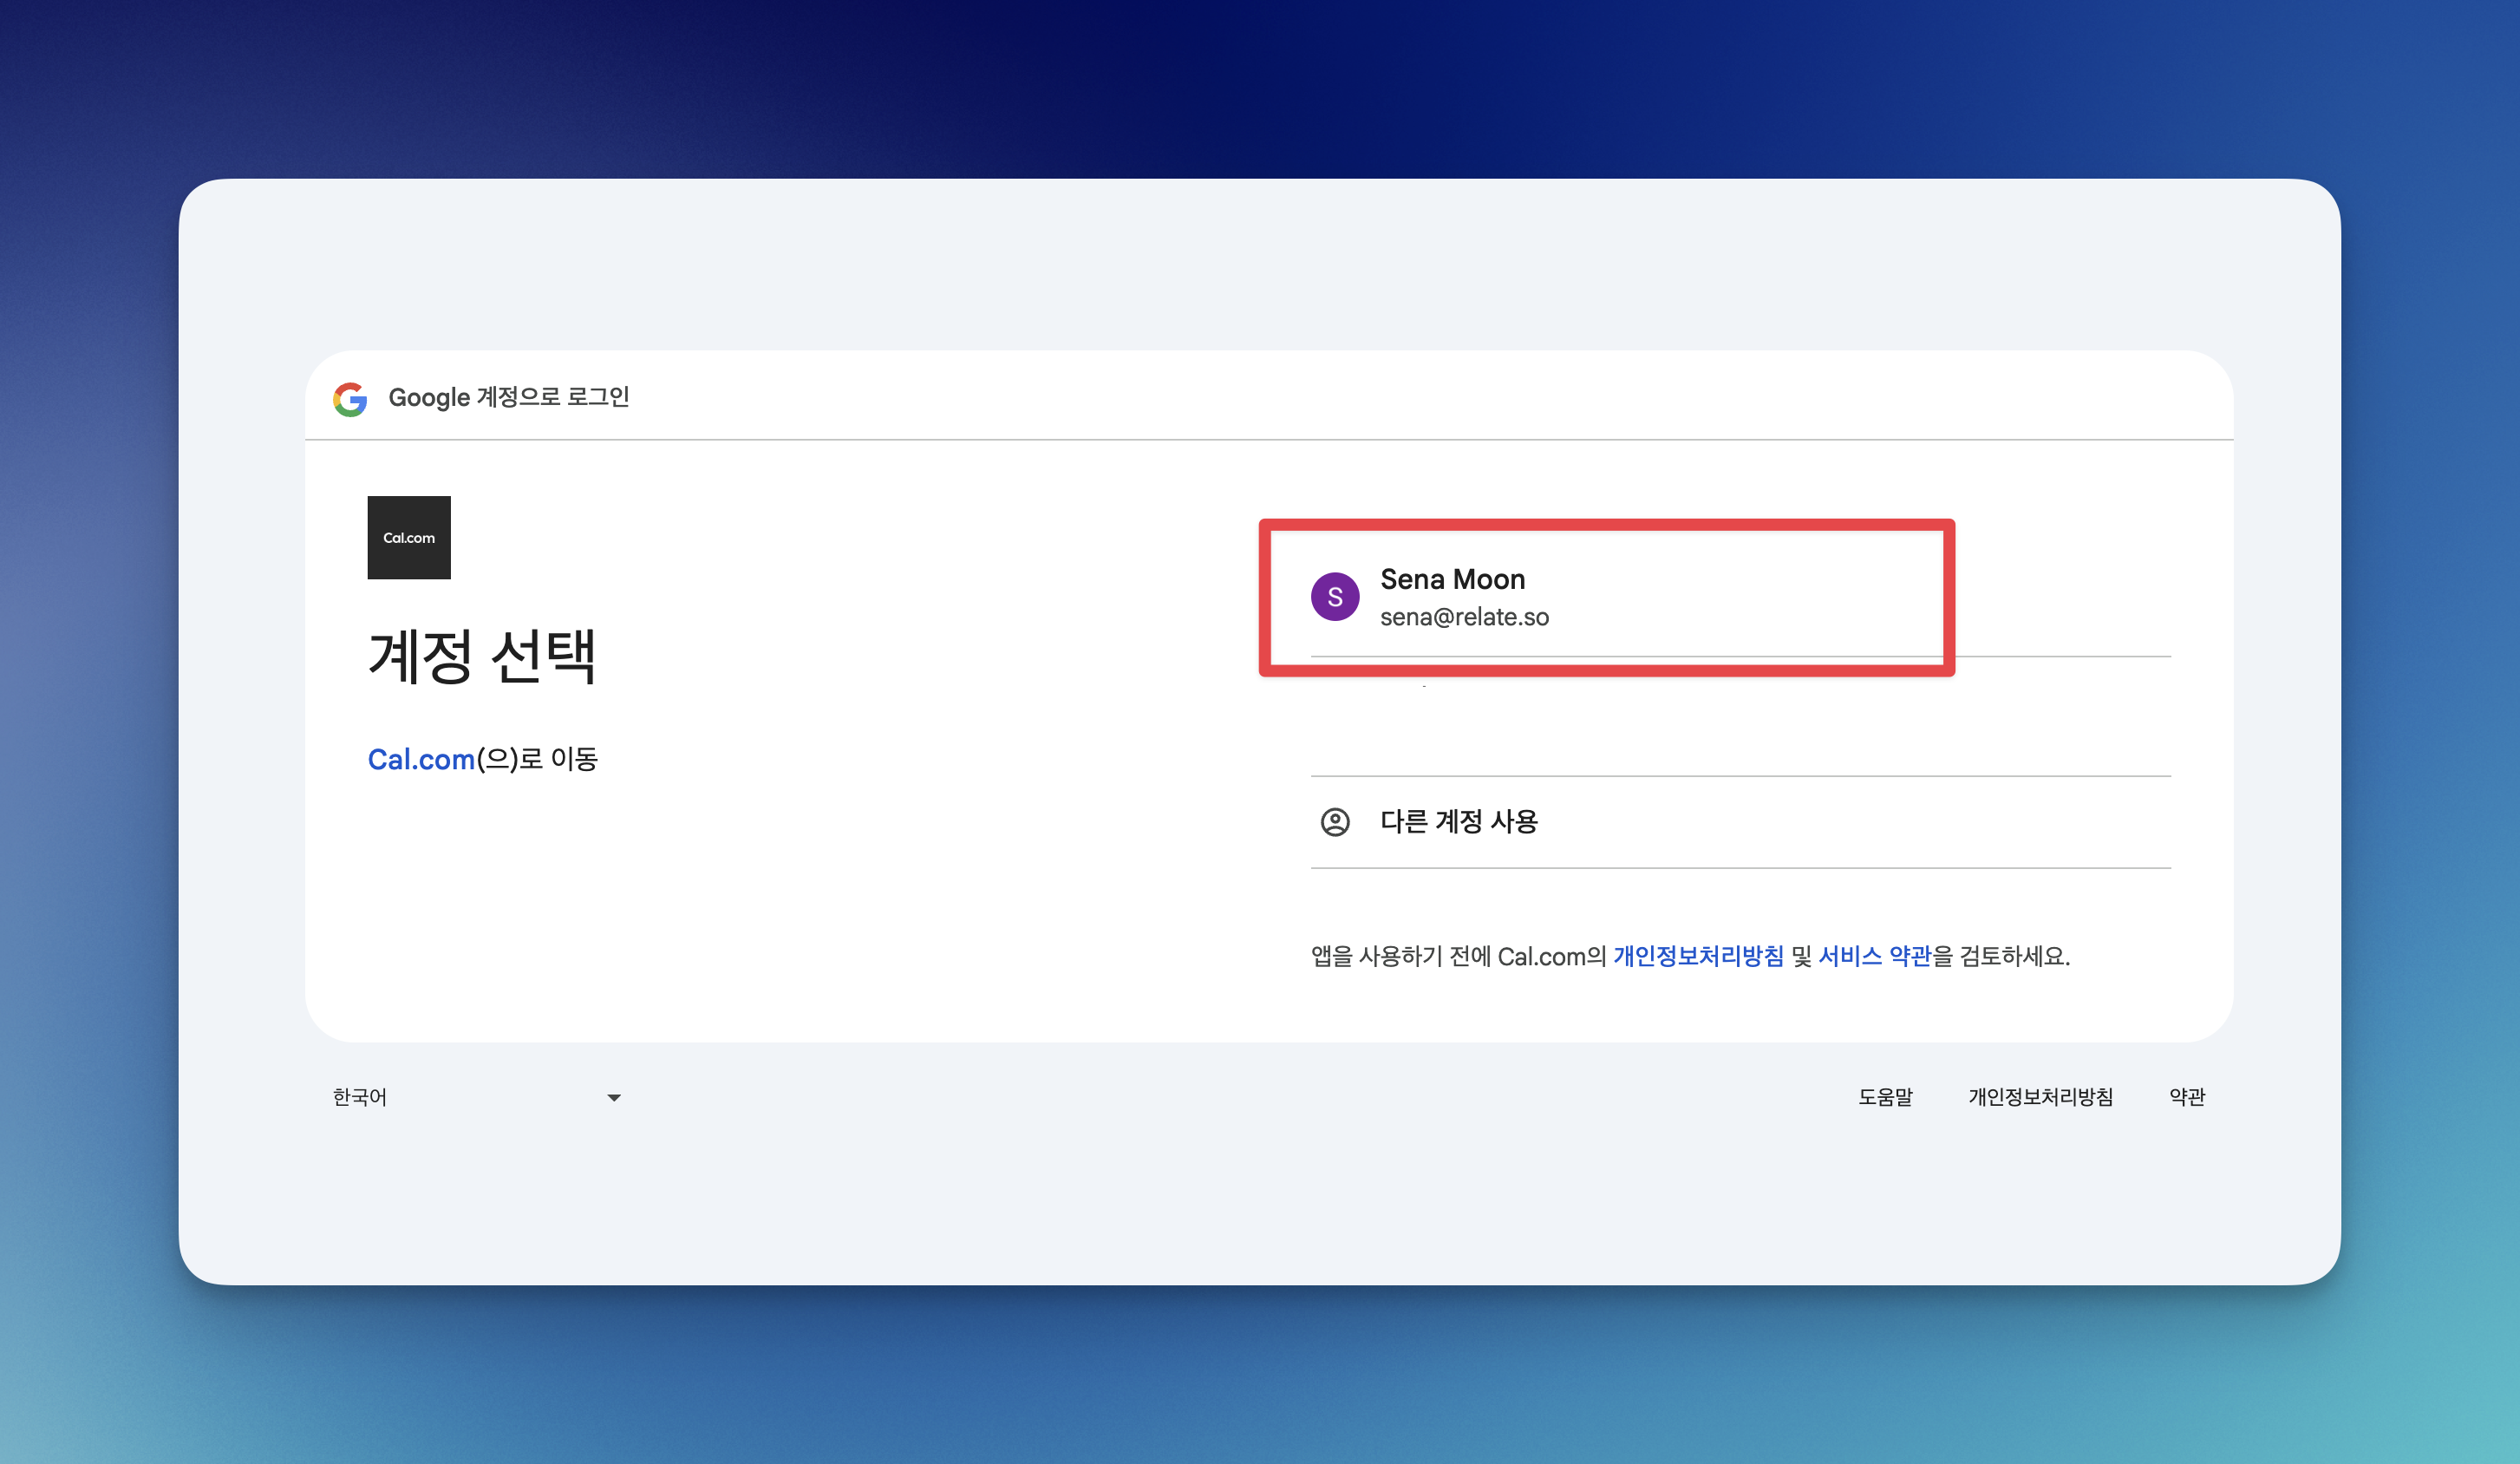 Google 계정으로 로그인
Cal.com
계정 선택
Cal.com(으)로 이동
S
Sena Moon
sena@relate.so
다른 계정 사용
앱을 사용하기 전에 Cal.com의 개인정보처리방침 및 서비스 약관을 검토하세요.
한국어
도움말 개인정보처리방침 약관